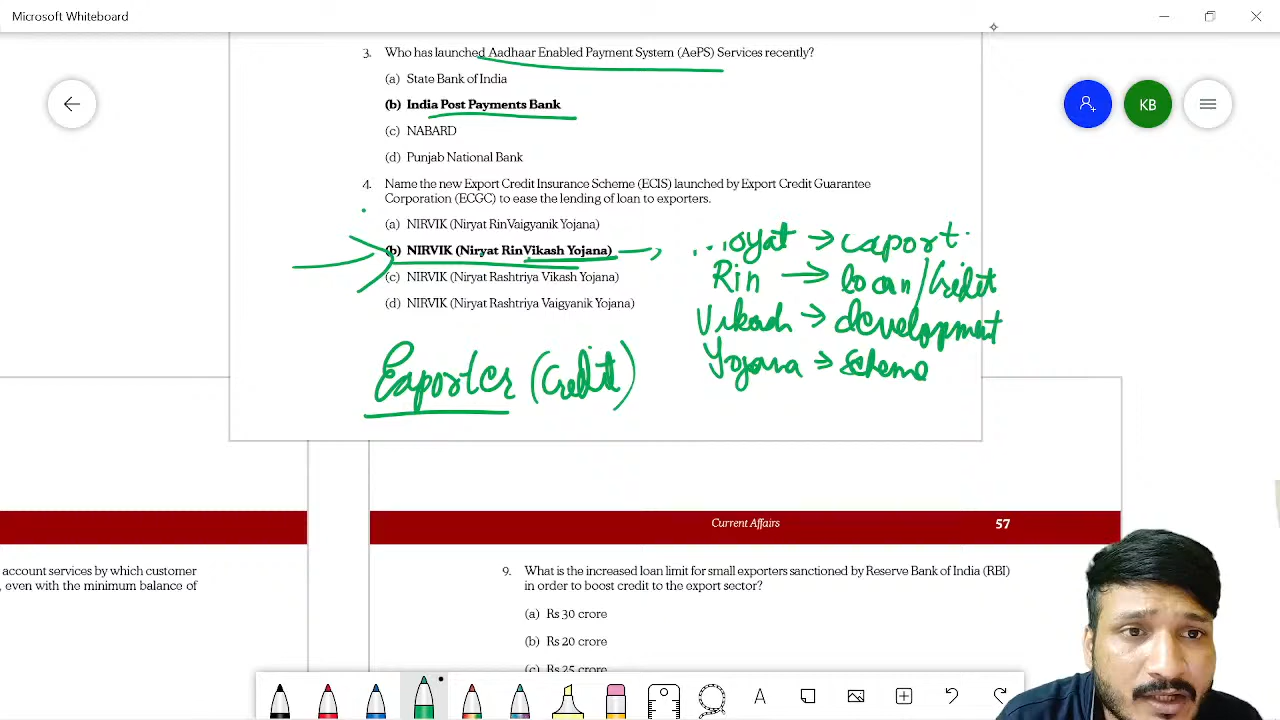 Microsoft Whiteboard
3. Who has launched Aadhaar Enabled Payment System (AePS) Services recently?
(a) State Bank of India
(b) India Post Payments Bank
(c) NABARD
(d) Punjab National Bank
4. Name the new Export Credit Insurance Scheme (ECIS) launched by Export Credit Guarantee
Corporation (ECGC) to ease the lending of loan to exporters.
(a) NIRVIK (Niryat RinVaigyanik Yojana)
(b) NIRVIK (Niryat RinVikash Yojana)
(c) NIRVIK (Niryat Rashtriya Vikash Yojana)
(d) NIRVIK (Niryat Rashtriya Vaigyanik Yojana)
→ Export
Rin → loan/Credit
Vikash → development
Yojana → Scheme
Exporter (Credit)
KB
Current Affairs 57
account services by which customer
, even with the minimum balance of
9. What is the increased loan limit for small exporters sanctioned by Reserve Bank of India (RBI)
in order to boost credit to the export sector?
(a) Rs 30 crore
(b) Rs 20 crore
(c) Rs 25 crore
A